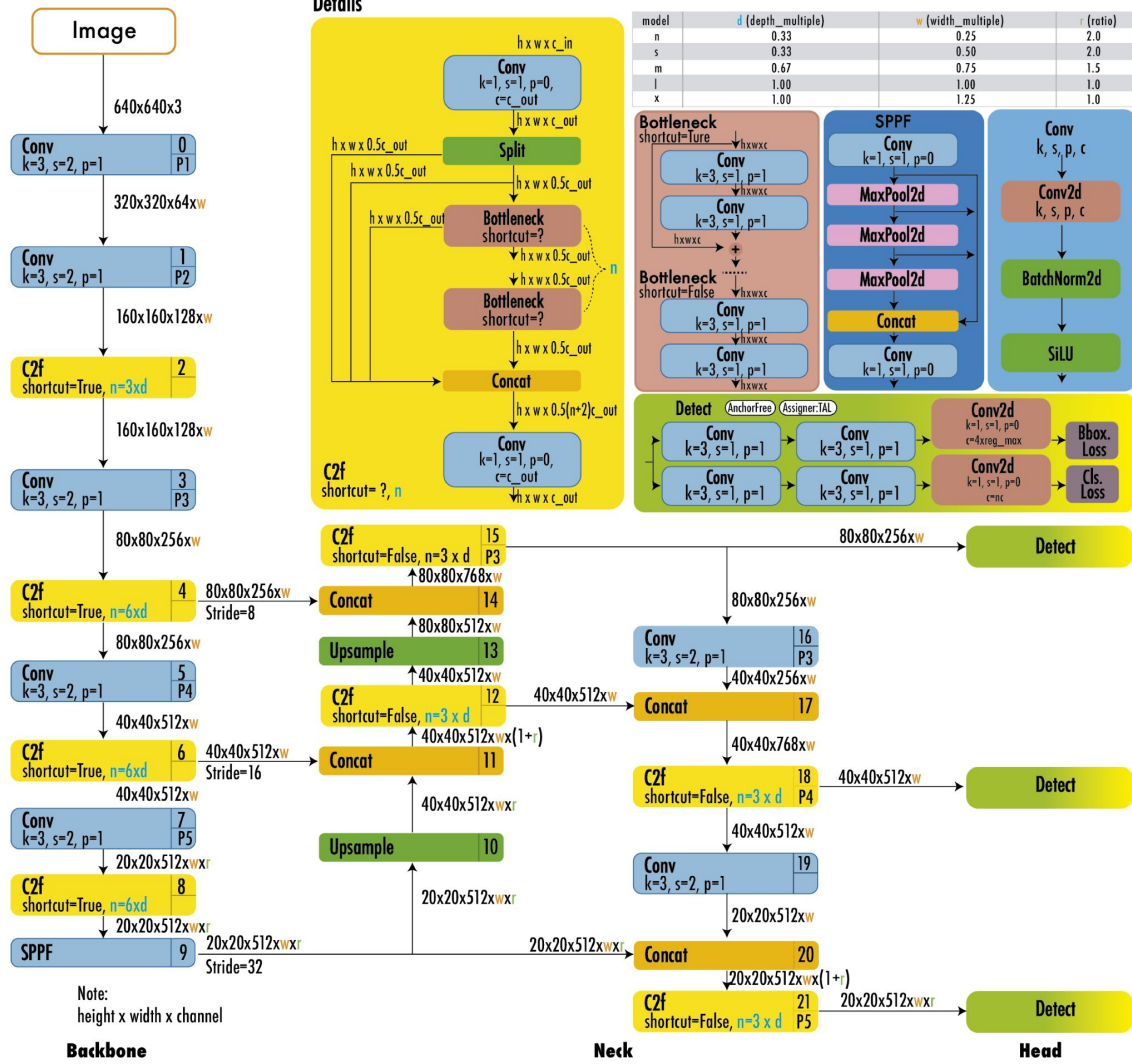 Image
640x640x3
Conv
k=3, s=2, p=1
0
P1
320x320x64xw
Conv
k=3, s=2, p=1
1
P2
160x160x128xw
C2f
shortcut=True, n=3xd
2
160x160x128xw
Conv
k=3, s=2, p=1
3
P3
80x80x256xw
C2f
shortcut=True, n=6xd
4
80x80x256xw
Stride=8
80x80x256xw
Conv
k=3, s=2, p=1
5
P4
40x40x512xw
C2f
shortcut=True, n=6xd
6
40x40x512xw
Stride=16
40x40x512xw
Conv
k=3, s=2, p=1
7
P5
20x20x512xwxr
C2f
shortcut=True, n=6xd
8
20x20x512xwxr
SPPF
9
20x20x512xwxr
Stride=32
Note:
height x width x channel
Backbone
Details
h x w x c_in
Conv
k=1, s=1, p=0,
c=c_out
h x w x c_out
Split
h x w x 0.5c_out
h x w x 0.5c_out
h x w x 0.5c_out
h x w x 0.5c_out
Bottleneck
shortcut=?
h x w x 0.5c_out
n
h x w x 0.5c_out
Bottleneck
shortcut=?
h x w x 0.5c_out
Concat
h x w x 0.5(n+2)c_out
Conv
k=1, s=1, p=0,
c=c_out
h x w x c_out
C2f
shortcut= ?, n
model d (depth_multiple) w (width_multiple) r (ratio)
n 0.33 0.25 2.0
s 0.33 0.50 2.0
m 0.67 0.75 1.5
l 1.00 1.00 1.0
x 1.00 1.25 1.0
Bottleneck
shortcut=Ture
hxwxc
Conv
k=3, s=1, p=1
hxwxc
Conv
k=3, s=1, p=1
hxwxc
hxwxc
+
Bottleneck
shortcut=False
hxwxc
Conv
k=3, s=1, p=1
hxwxc
Conv
k=3, s=1, p=1
hxwxc
SPPF
Conv
k=1, s=1, p=0
MaxPool2d
MaxPool2d
MaxPool2d
Concat
Conv
k=1, s=1, p=0
Conv
k, s, p, c
Conv2d
k, s, p, c
BatchNorm2d
SiLU
Detect
AnchorFree
Assigner:TAL
Conv
k=3, s=1, p=1
Conv
k=3, s=1, p=1
Conv2d
k=1, s=1, p=0
c=4xreg_max
Bbox.
Loss
Conv
k=3, s=1, p=1
Conv
k=3, s=1, p=1
Conv2d
k=1, s=1, p=0
c=nc
Cls.
Loss
C2f
shortcut=False, n=3 x d
15
P3
80x80x256xw
Detect
80x80x768xw
Concat
14
80x80x512xw
Upsample
13
40x40x512xw
C2f
shortcut=False, n=3 x d
12
40x40x512xw
40x40x512xwx(1+r)
Concat
11
40x40x512xwxr
Upsample
10
20x20x512xwxr
80x80x256xw
Conv
k=3, s=2, p=1
16
P3
40x40x256xw
Concat
17
40x40x768xw
C2f
shortcut=False, n=3 x d
18
P4
40x40x512xw
Detect
40x40x512xw
Conv
k=3, s=2, p=1
19
20x20x512xw
20x20x512xwxr
Concat
20
20x20x512xwx(1+r)
C2f
shortcut=False, n=3 x d
21
P5
20x20x512xwxr
Detect
Neck
Head